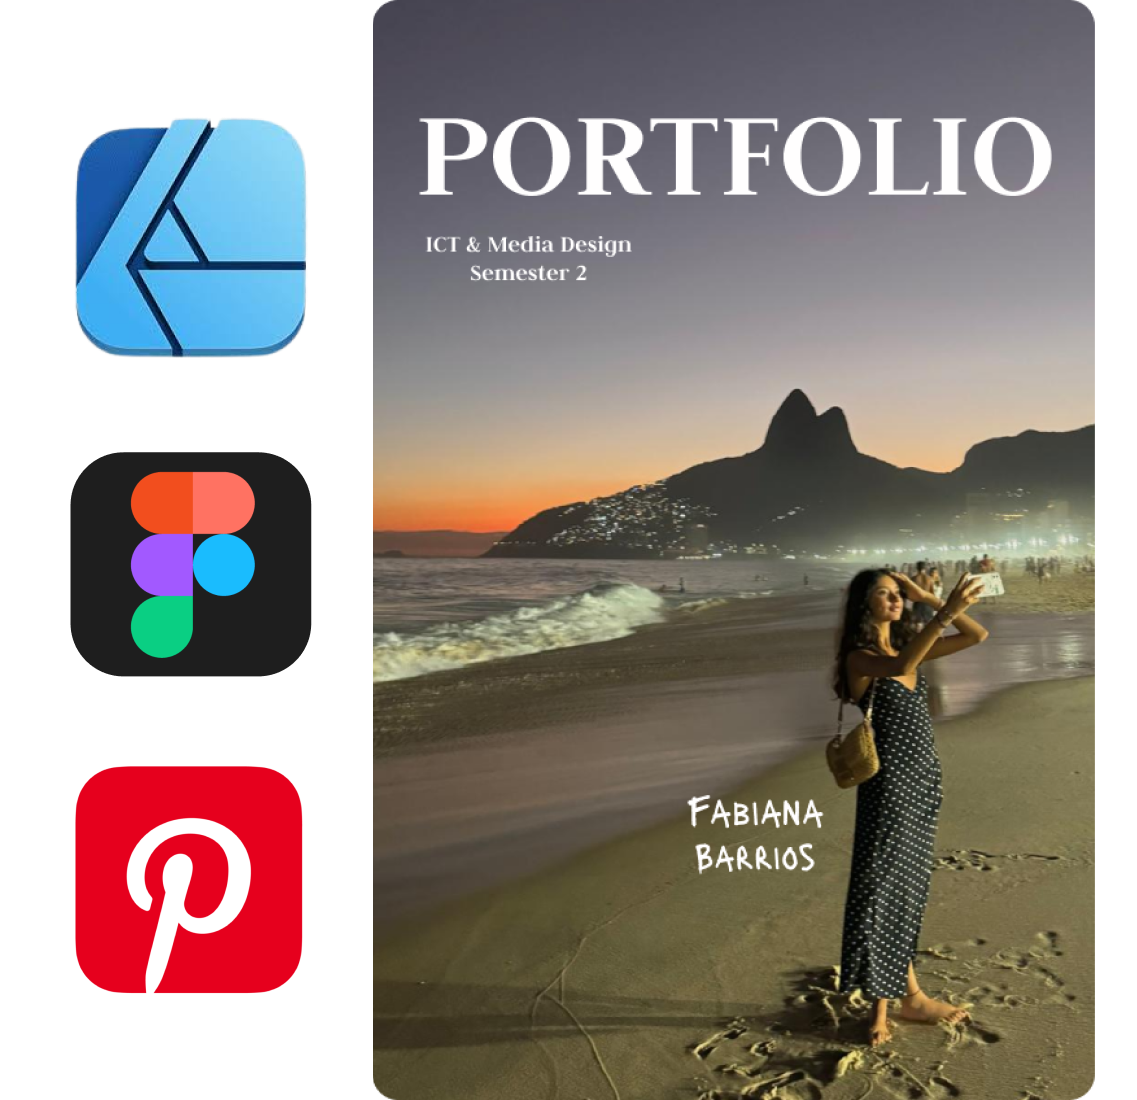 PORTFOLIO
ICT & Media Design
Semester 2
FABIANA
BARRIOS